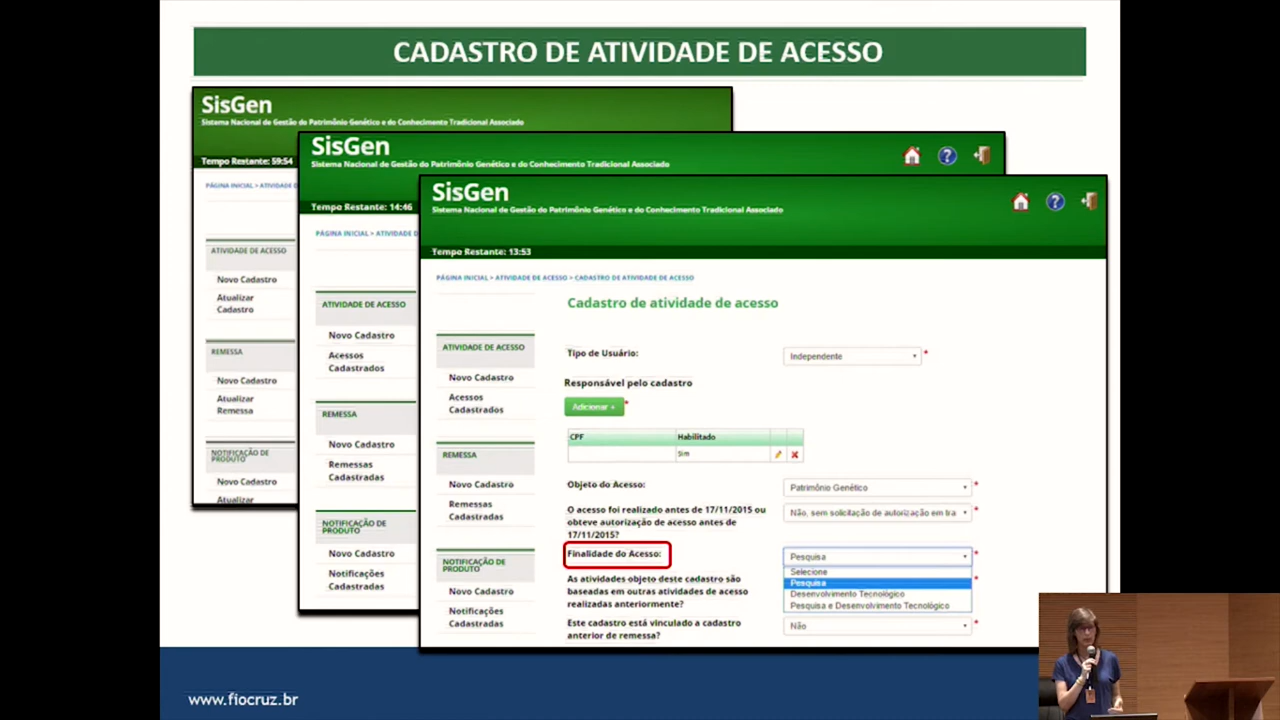 CADASTRO DE ATIVIDADE DE ACESSO
SisGen
Sistema Nacional de Gestão do Patrimônio Genético e do Conhecimento Tradicional Associado
Tempo Restante: 59:54
PÁGINA INICIAL > ATIVIDADE D
ATIVIDADE DE ACESSO
Novo Cadastro
Atualizar
Cadastro
REMESSA
Novo Cadastro
Atualizar
Remessa
NOTIFICAÇÃO DE
PRODUTO
Novo Cadastro
Atualizar
SisGen
Sistema Nacional de Gestão do Patrimônio Genético e do Conhecimento Tradicional Associado
Tempo Restante: 14:46
PÁGINA INICIAL > ATIVIDADE D
ATIVIDADE DE ACESSO
Novo Cadastro
Acessos
Cadastrados
REMESSA
Novo Cadastro
Remessas
Cadastradas
NOTIFICAÇÃO DE
PRODUTO
Novo Cadastro
Notificações
Cadastradas
SisGen
Sistema Nacional de Gestão do Patrimônio Genético e do Conhecimento Tradicional Associado
Tempo Restante: 13:53
PÁGINA INICIAL > ATIVIDADE DE ACESSO > CADASTRO DE ATIVIDADE DE ACESSO
ATIVIDADE DE ACESSO
Novo Cadastro
Acessos
Cadastrados
REMESSA
Novo Cadastro
Remessas
Cadastradas
NOTIFICAÇÃO DE
PRODUTO
Novo Cadastro
Notificações
Cadastradas
Cadastro de atividade de acesso
Tipo de Usuário: Independente *
Responsável pelo cadastro
Adicionar + *
CPF Habilitado
Sim
Objeto do Acesso: Patrimônio Genético *
O acesso foi realizado antes de 17/11/2015 ou
obteve autorização de acesso antes de
17/11/2015?
Não, sem solicitação de autorização em tra *
Finalidade do Acesso: Pesquisa *
Selecione
Pesquisa
Desenvolvimento Tecnológico
Pesquisa e Desenvolvimento Tecnológico
As atividades objeto deste cadastro são
baseadas em outras atividades de acesso
realizadas anteriormente?
*
Este cadastro está vinculado a cadastro
anterior de remessa?
Não *
www.fiocruz.br